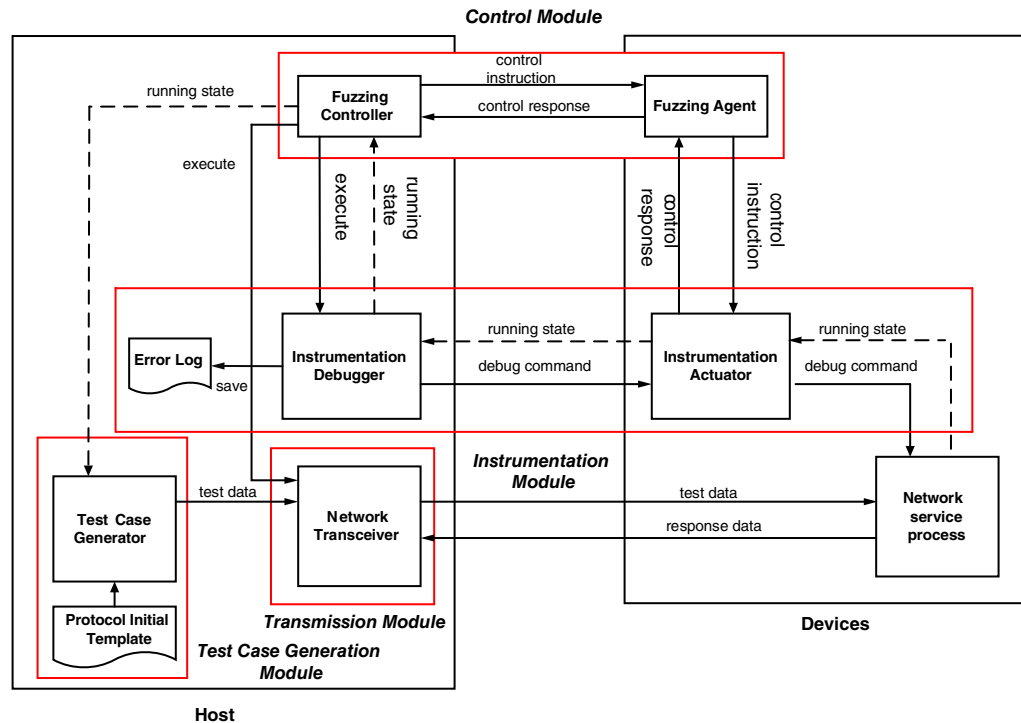 Control Module
control
instruction
running state
Fuzzing
Controller
control response
Fuzzing Agent
execute
execute
running
state
control
response
control
instruction
running state
running state
Error Log
Instrumentation
Debugger
debug command
Instrumentation
Actuator
debug command
save
Instrumentation
Module
test data
test data
Test Case
Generator
Network
Transceiver
response data
Network
service
process
Protocol Initial
Template
Transmission Module
Devices
Test Case Generation
Module
Host